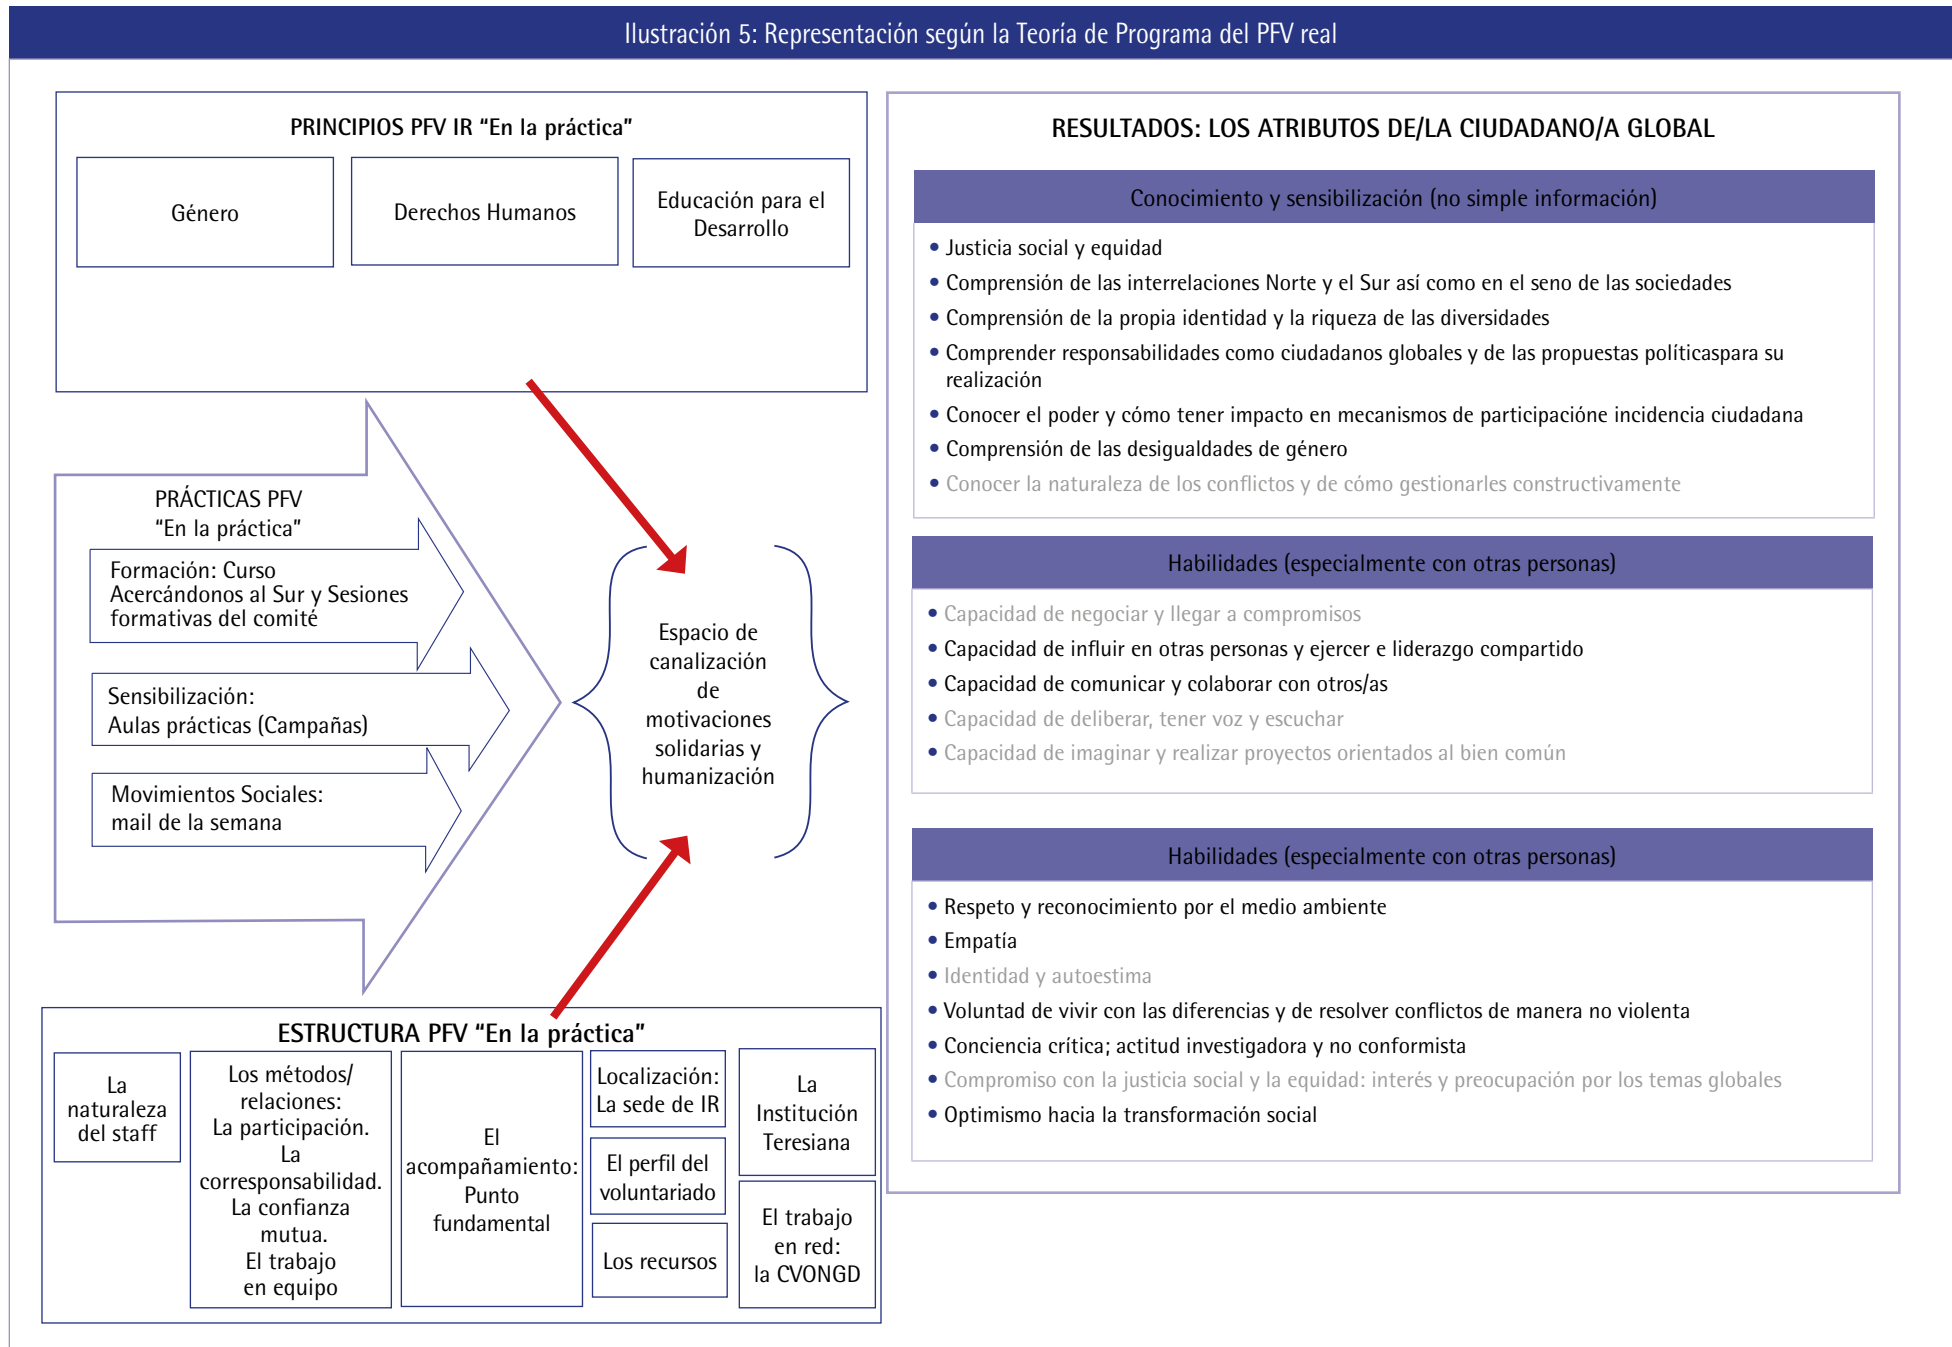 Ilustración 5: Representación según la Teoría de Programa del PFV real
PRINCIPIOS PFV IR “En la práctica”
Género
Derechos Humanos
Educación para el
Desarrollo
PRÁCTICAS PFV
“En la práctica”
Formación: Curso
Acercándonos al Sur y Sesiones
formativas del comité
Sensibilización:
Aulas prácticas (Campañas)
Movimientos Sociales:
mail de la semana
Espacio de
canalización
de
motivaciones
solidarias y
humanización
ESTRUCTURA PFV “En la práctica”
La
naturaleza
del staff
Los métodos/
relaciones:
La participación.
La
corresponsabilidad.
La confianza
mutua.
El trabajo
en equipo
El
acompañamiento:
Punto
fundamental
Localización:
La sede de IR
El perfil del
voluntariado
Los recursos
La
Institución
Teresiana
El trabajo
en red:
la CVONGD
RESULTADOS: LOS ATRIBUTOS DE/LA CIUDADANO/A GLOBAL
Conocimiento y sensibilización (no simple información)
• Justicia social y equidad
• Comprensión de las interrelaciones Norte y el Sur así como en el seno de las sociedades
• Comprensión de la propia identidad y la riqueza de las diversidades
• Comprender responsabilidades como ciudadanos globales y de las propuestas políticaspara su
realización
• Conocer el poder y cómo tener impacto en mecanismos de participacióne incidencia ciudadana
• Comprensión de las desigualdades de género
• Conocer la naturaleza de los conflictos y de cómo gestionarles constructivamente
Habilidades (especialmente con otras personas)
• Capacidad de negociar y llegar a compromisos
• Capacidad de influir en otras personas y ejercer e liderazgo compartido
• Capacidad de comunicar y colaborar con otros/as
• Capacidad de deliberar, tener voz y escuchar
• Capacidad de imaginar y realizar proyectos orientados al bien común
Habilidades (especialmente con otras personas)
• Respeto y reconocimiento por el medio ambiente
• Empatía
• Identidad y autoestima
• Voluntad de vivir con las diferencias y de resolver conflictos de manera no violenta
• Conciencia crítica; actitud investigadora y no conformista
• Compromiso con la justicia social y la equidad: interés y preocupación por los temas globales
• Optimismo hacia la transformación social